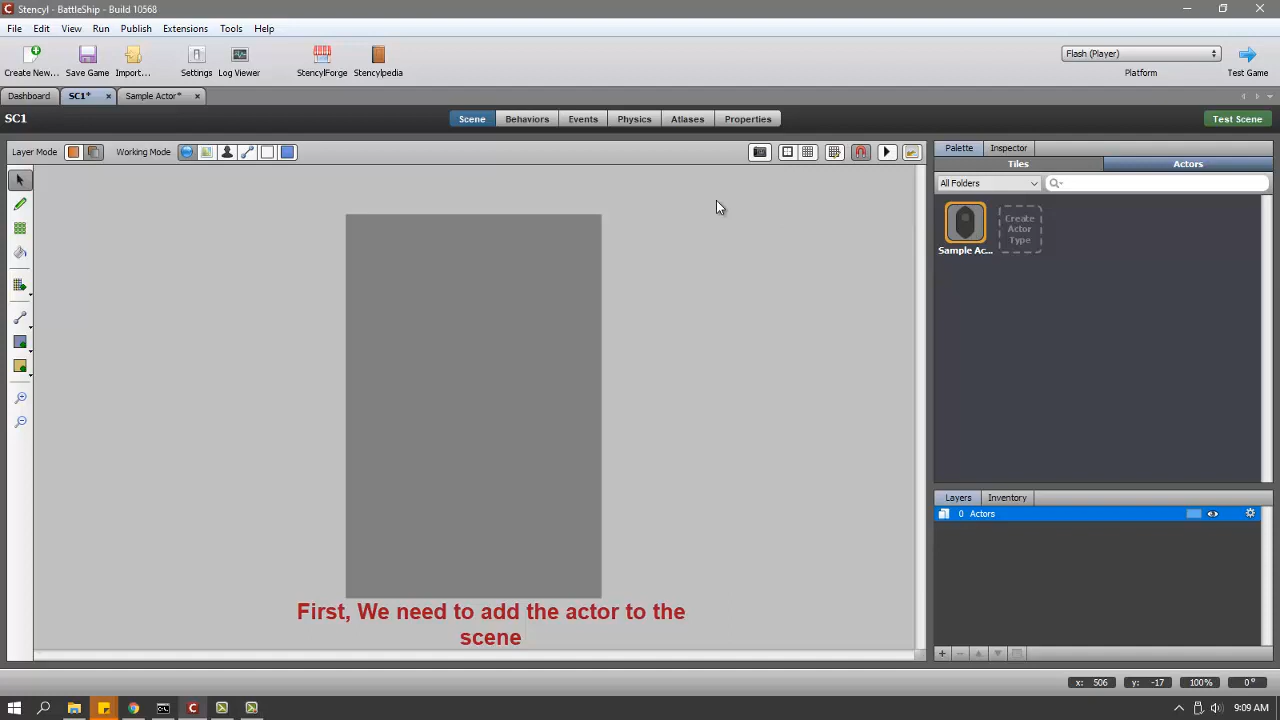 Stencyl - BattleShip - Build 10568
File Edit View Run Publish Extensions Tools Help
Create New... Save Game Import... Settings Log Viewer StencylForge Stencylpedia
Flash (Player)
Platform
Test Game
Dashboard SC1* Sample Actor*
SC1
Scene Behaviors Events Physics Atlases Properties
Test Scene
Layer Mode Working Mode
Palette Inspector
Tiles Actors
All Folders
Create
Actor
Type
Sample Ac...
Layers Inventory
0 Actors
First, We need to add the actor to the
scene
x: 506 y: -17 100% 0°
9:09 AM